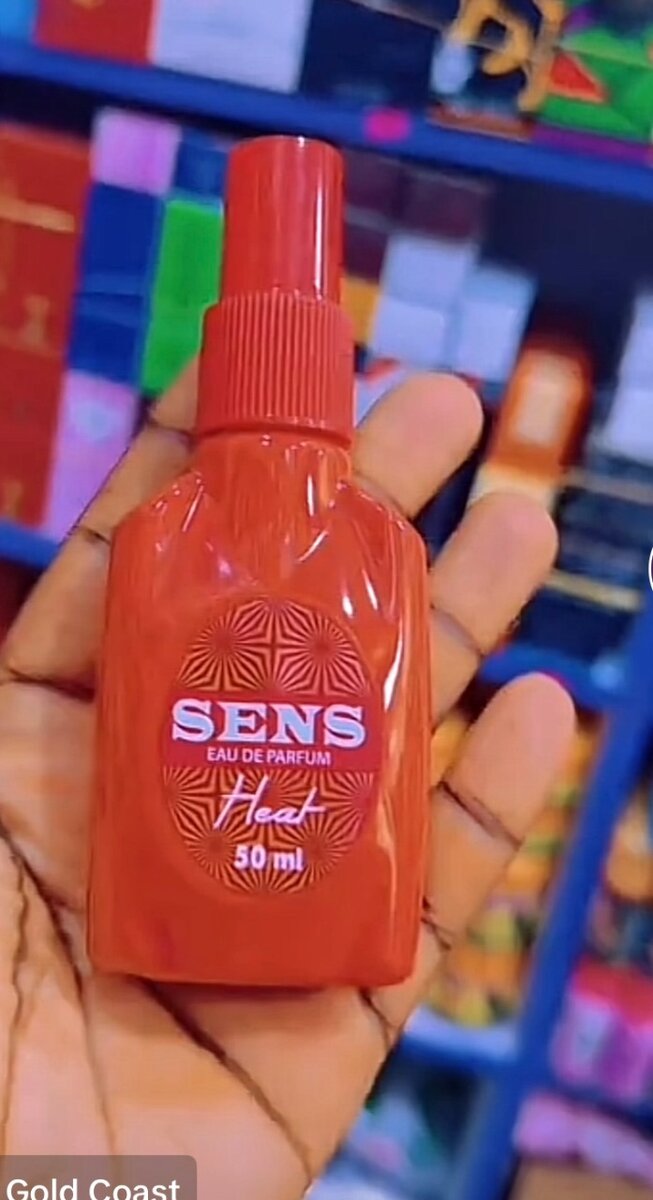 SENS
EAU DE PARFUM
Heat
50 ml
Gold Coast